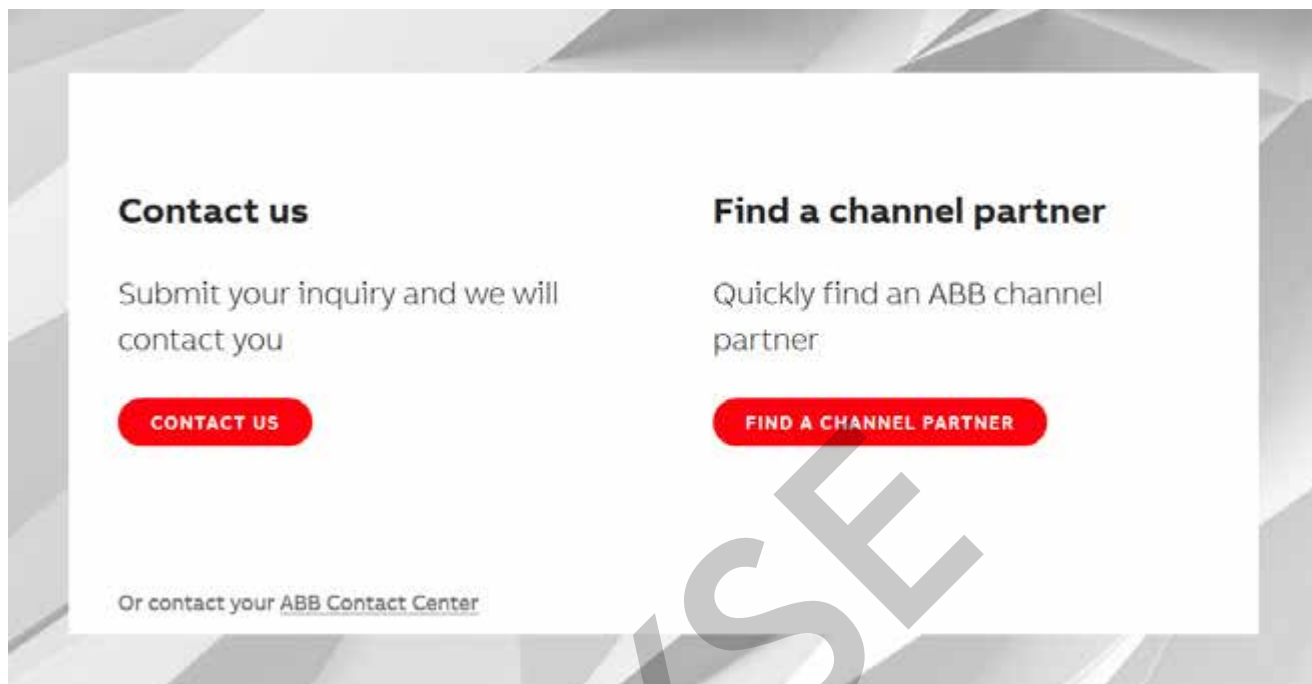 Contact us
Submit your inquiry and we will
contact you
CONTACT US
Find a channel partner
Quickly find an ABB channel
partner
FIND A CHANNEL PARTNER
Or contact your ABB Contact Center